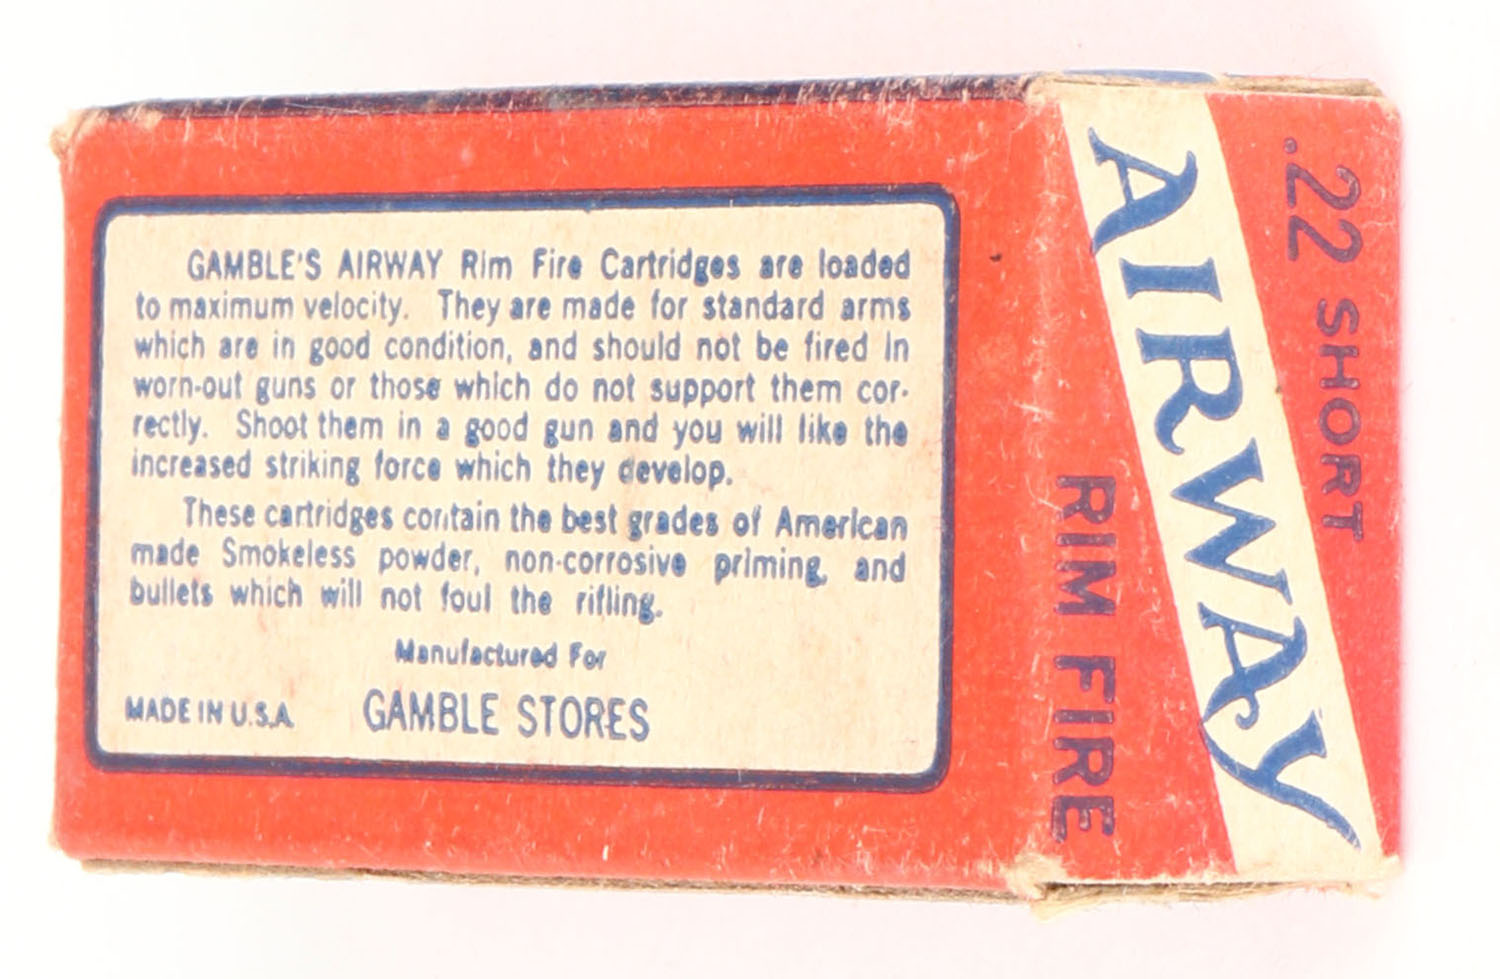 GAMBLE'S AIRWAY Rim Fire Cartridges are loaded
to maximum velocity. They are made for standard arms
which are in good condition, and should not be fired in
worn-out guns or those which do not support them cor-
rectly. Shoot them in a good gun and you will like the
increased striking force which they develop.
These cartridges contain the best grades of American
made Smokeless powder, non-corrosive priming, and
bullets which will not foul the rifling.
Manufactured For
MADE IN U.S.A. GAMBLE STORES
.22 SHORT
AIRWAY
RIM FIRE